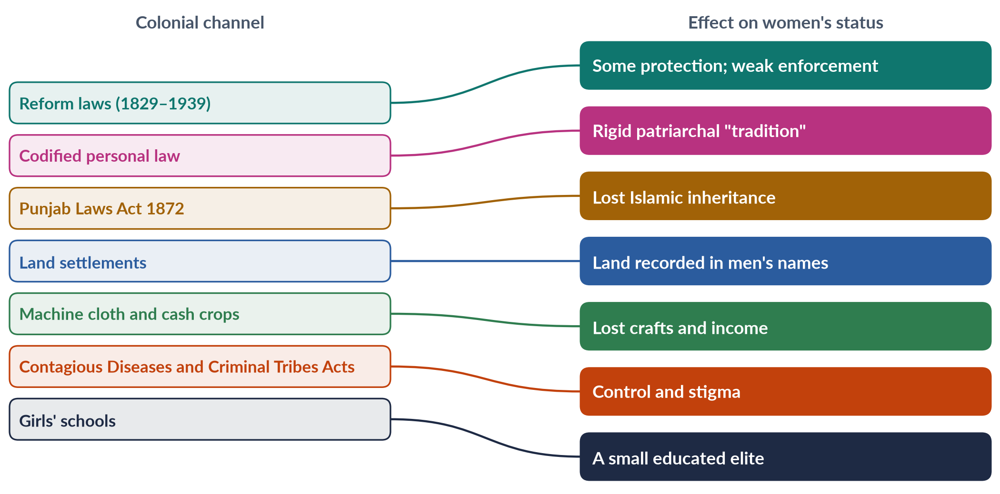 Colonial channel
Effect on women's status
Reform laws (1829–1939)
Some protection; weak enforcement
Codified personal law
Rigid patriarchal "tradition"
Punjab Laws Act 1872
Lost Islamic inheritance
Land settlements
Land recorded in men's names
Machine cloth and cash crops
Lost crafts and income
Contagious Diseases and Criminal Tribes Acts
Control and stigma
Girls' schools
A small educated elite